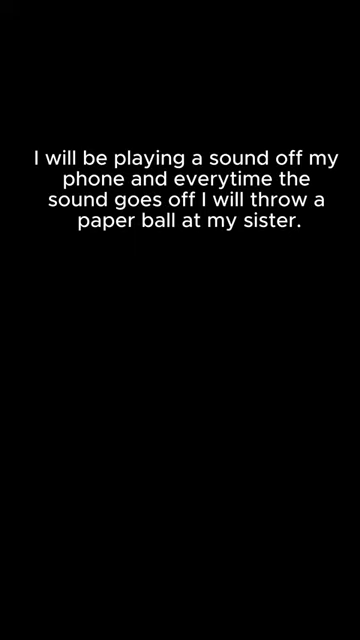 I will be playing a sound off my
phone and everytime the
sound goes off I will throw a
paper ball at my sister.